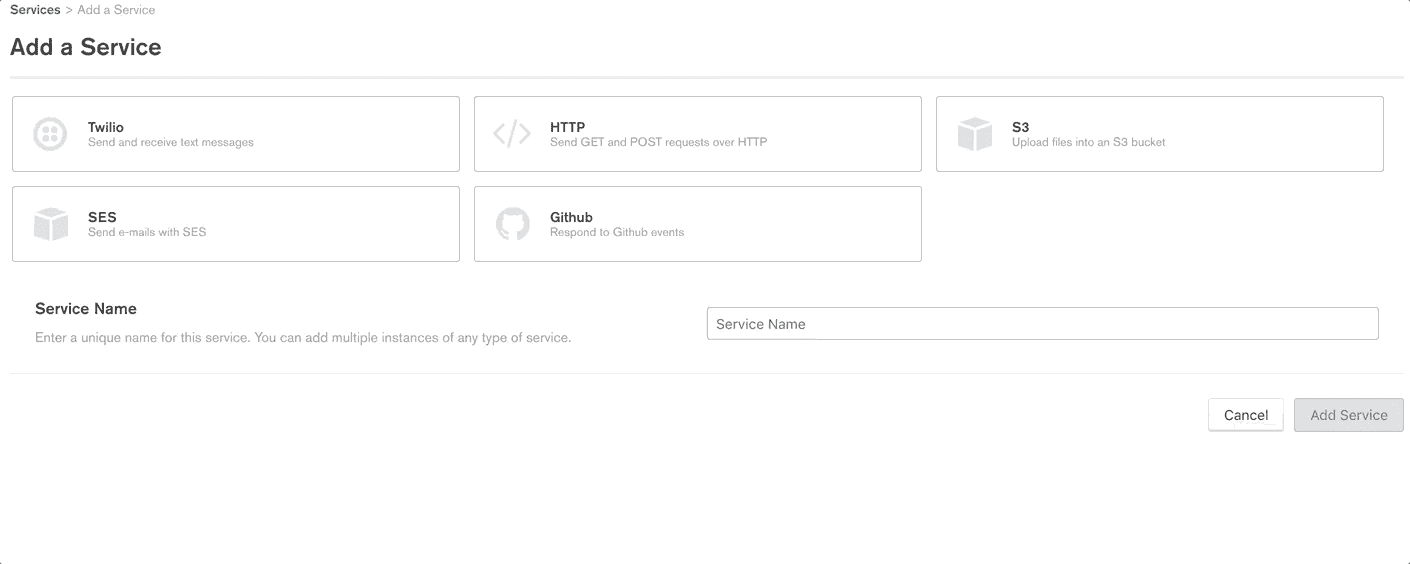 Services > Add a Service
Add a Service
Twilio
Send and receive text messages
HTTP
Send GET and POST requests over HTTP
S3
Upload files into an S3 bucket
SES
Send e-mails with SES
Github
Respond to Github events
Service Name
Enter a unique name for this service. You can add multiple instances of any type of service.
Service Name
Cancel
Add Service